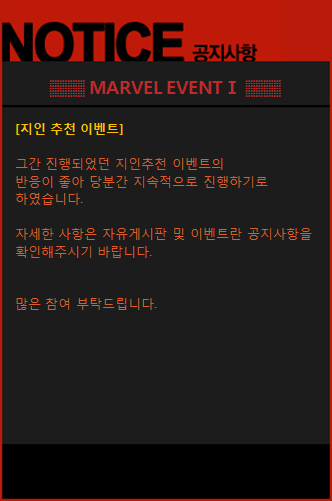 NOTICE 공지사항
▒▒▒ MARVEL EVENT I ▒▒▒
[지인 추천 이벤트]
그간 진행되었던 지인추천 이벤트의
반응이 좋아 당분간 지속적으로 진행하기로
하였습니다.
자세한 사항은 자유게시판 및 이벤트란 공지사항을
확인해주시기 바랍니다.
많은 참여 부탁드립니다.